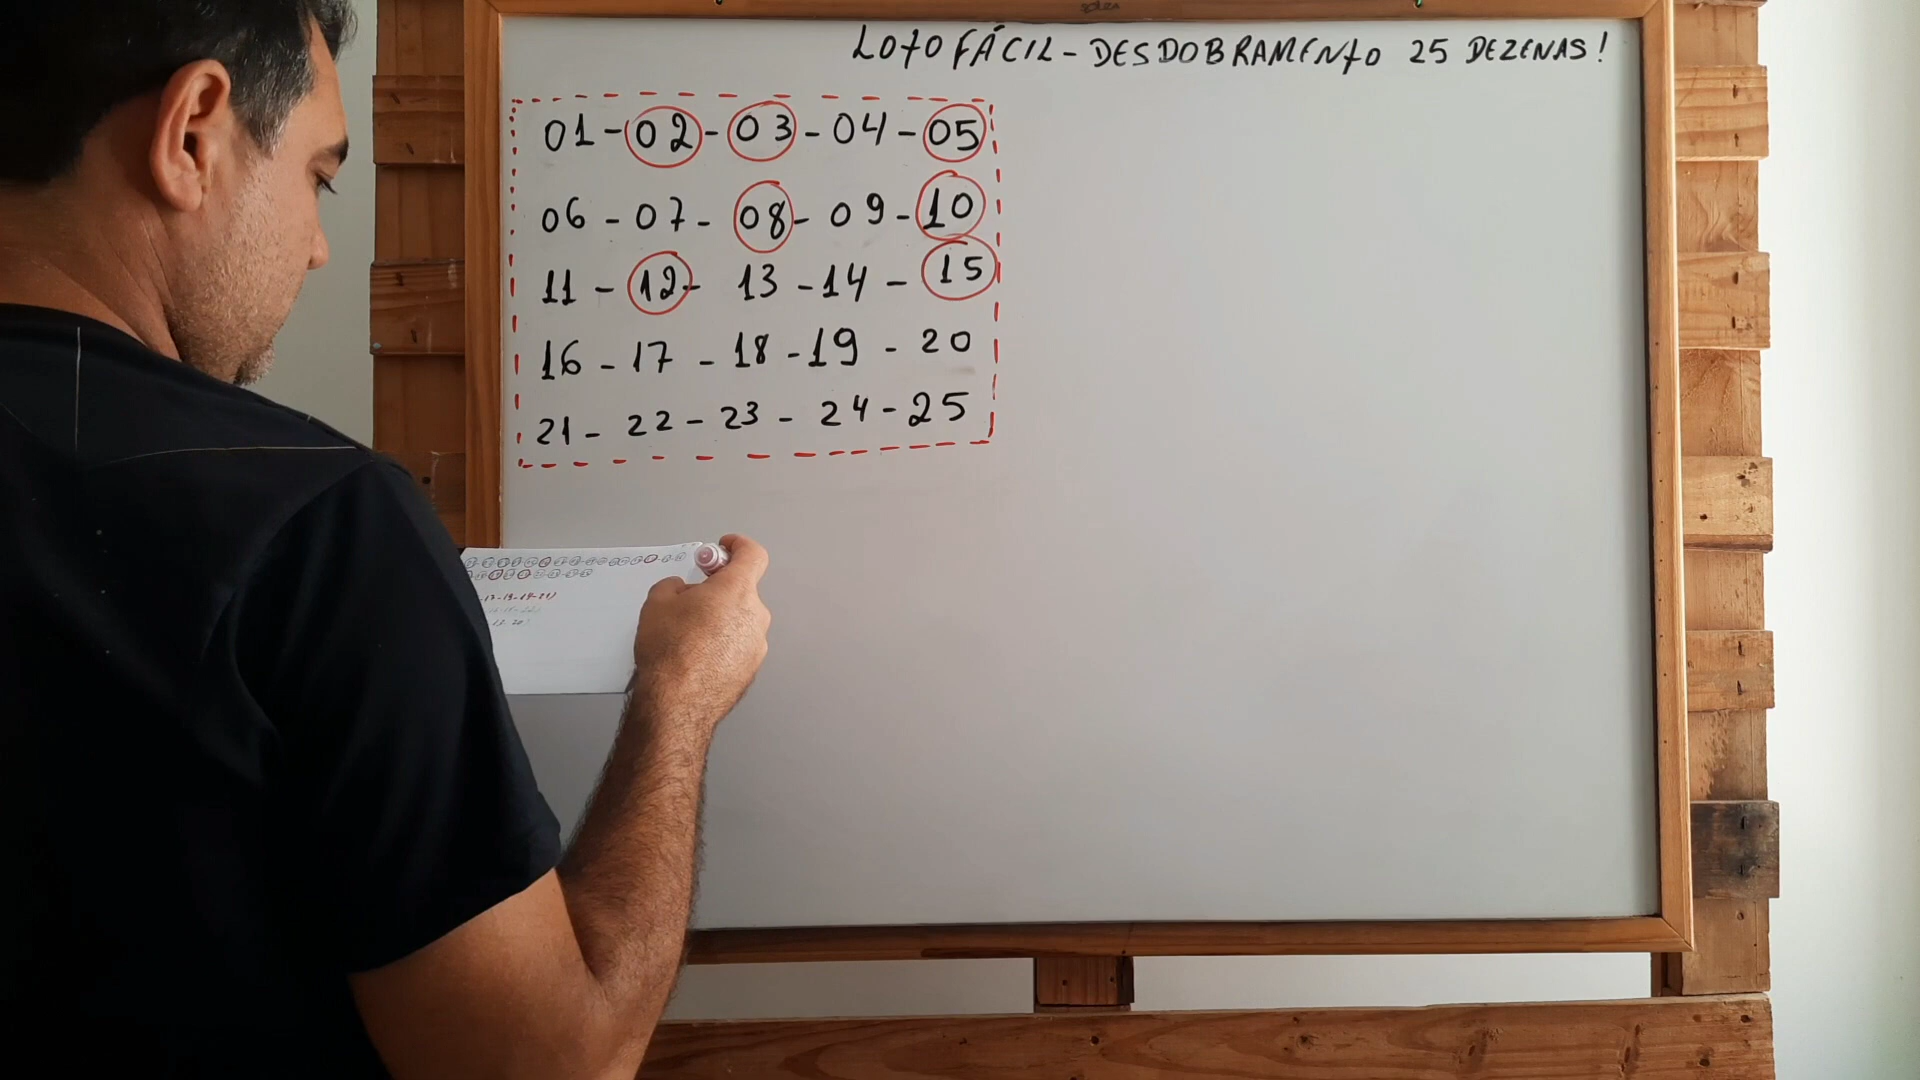 LOTOFÁCIL - DESDOBRAMENTO 25 DEZENAS!
01 - 02 - 03 - 04 - 05
06 - 07 - 08 - 09 - 10
11 - 12 - 13 - 14 - 15
16 - 17 - 18 - 19 - 20
21 - 22 - 23 - 24 - 25